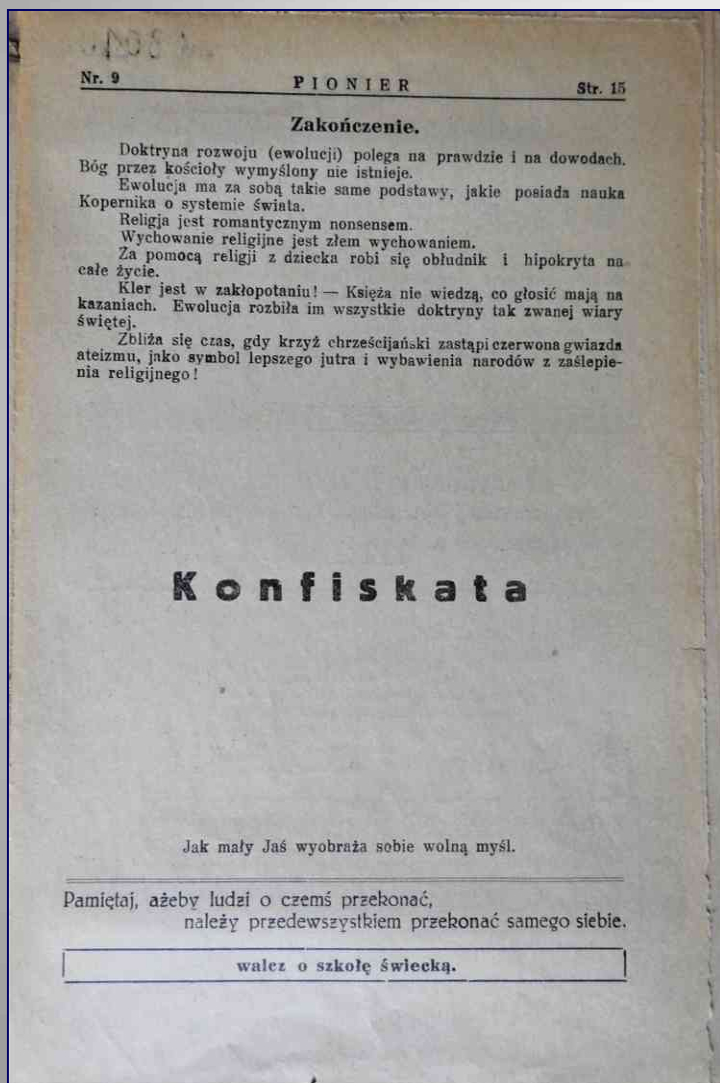 Nr. 9 PIONIER Str. 15
Zakończenie.
Doktryna rozwoju (ewolucji) polega na prawdzie i na dowodach.
Bóg przez kościoły wymyślony nie istnieje.
Ewolucja ma za sobą takie same podstawy, jakie posiada nauka
Kopernika o systemie świata.
Religja jest romantycznym nonsensem.
Wychowanie religijne jest złem wychowaniem.
Za pomocą religji z dziecka robi się obłudnik i hipokryta na
całe życie.
Kler jest w zakłopotaniu! — Księża nie wiedzą, co głosić mają na
kazaniach. Ewolucja rozbiła im wszystkie doktryny tak zwanej wiary
świętej.
Zbliża się czas, gdy krzyż chrześcijański zastąpi czerwona gwiazda
ateizmu, jako symbol lepszego jutra i wybawienia narodów z zaślepie-
nia religijnego!
Konfiskata
Jak mały Jaś wyobraża sobie wolną myśl.
Pamiętaj, ażeby ludzi o czemś przekonać,
należy przedewszystkiem przekonać samego siebie.
walcz o szkołę świecką.